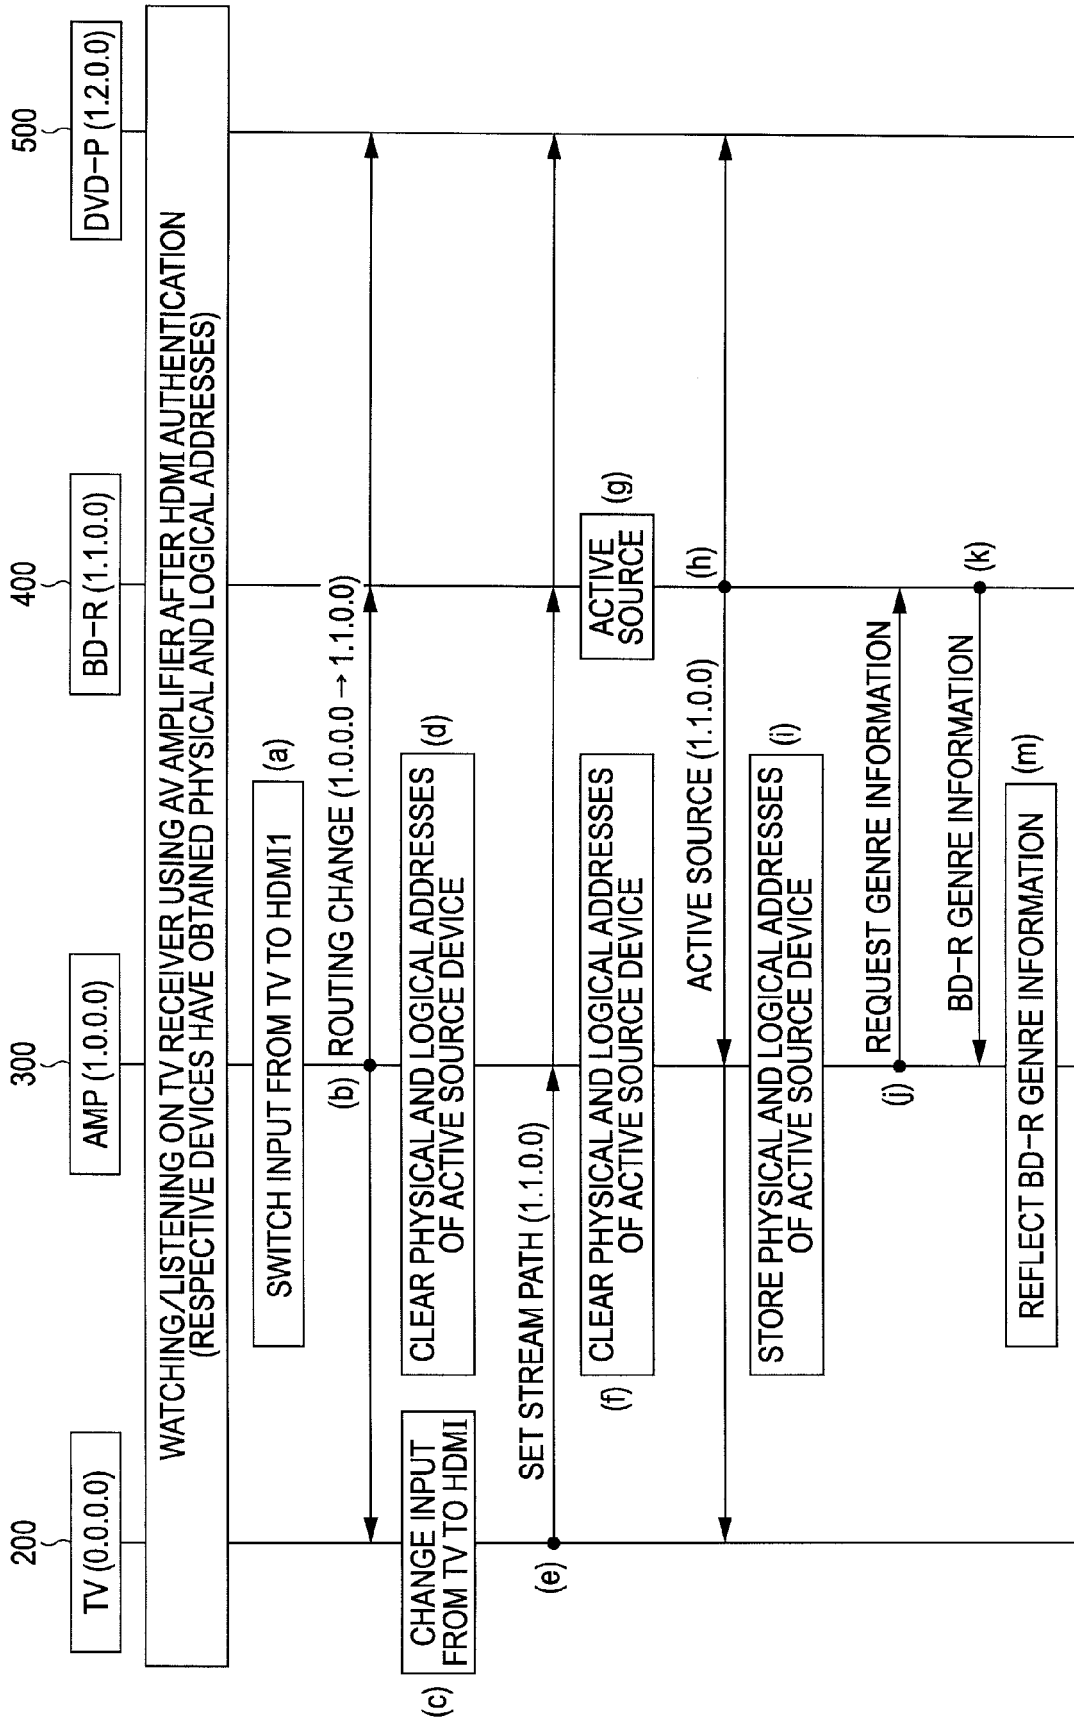 200
300
400
500
TV (0.0.0.0)
AMP (1.0.0.0)
BD-R (1.1.0.0)
DVD-P (1.2.0.0)
WATCHING/LISTENING ON TV RECEIVER USING AV AMPLIFIER AFTER HDMI AUTHENTICATION
(RESPECTIVE DEVICES HAVE OBTAINED PHYSICAL AND LOGICAL ADDRESSES)
SWITCH INPUT FROM TV TO HDMI1
(a)
(b)
ROUTING CHANGE (1.0.0.0 → 1.1.0.0)
(c)
CHANGE INPUT
FROM TV TO HDMI
CLEAR PHYSICAL AND LOGICAL ADDRESSES
OF ACTIVE SOURCE DEVICE
(d)
SET STREAM PATH (1.1.0.0)
(e)
(f)
CLEAR PHYSICAL AND LOGICAL ADDRESSES
OF ACTIVE SOURCE DEVICE
ACTIVE
SOURCE
(g)
ACTIVE SOURCE (1.1.0.0)
(h)
STORE PHYSICAL AND LOGICAL ADDRESSES
OF ACTIVE SOURCE DEVICE
(i)
(j)
REQUEST GENRE INFORMATION
BD-R GENRE INFORMATION
(k)
REFLECT BD-R GENRE INFORMATION
(m)